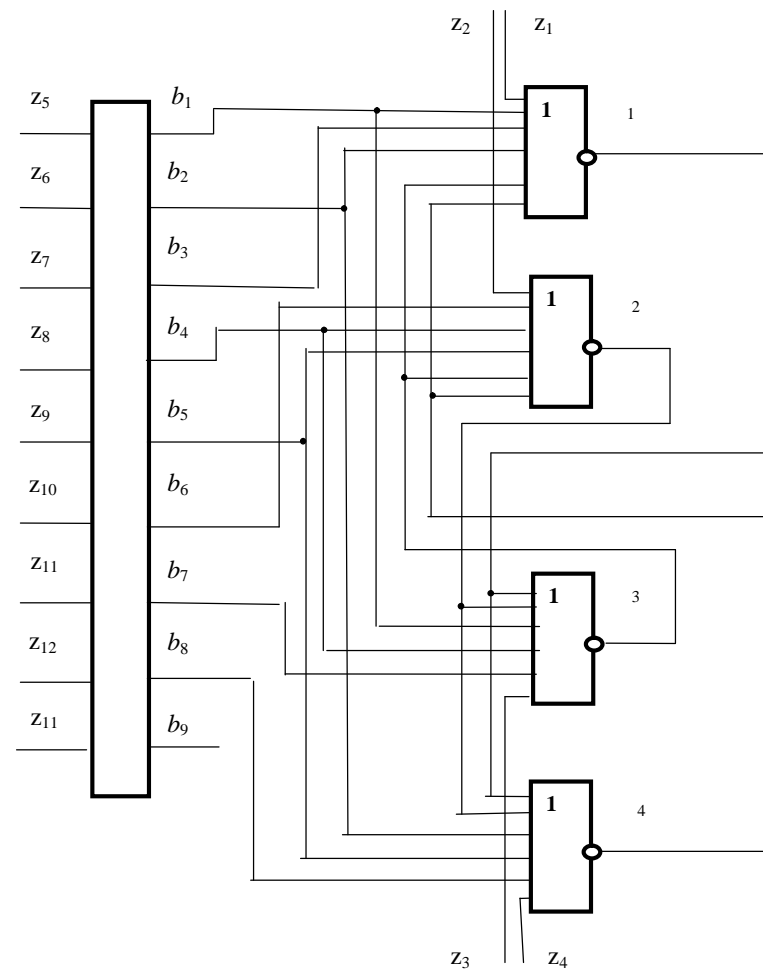 z₂ z₁
z₅ b₁
1 1
z₆ b₂
z₇ b₃
1 2
z₈ b₄
z₉ b₅
z₁₀ b₆
z₁₁ b₇
1 3
z₁₂ b₈
z₁₁ b₉
1 4
z₃ z₄